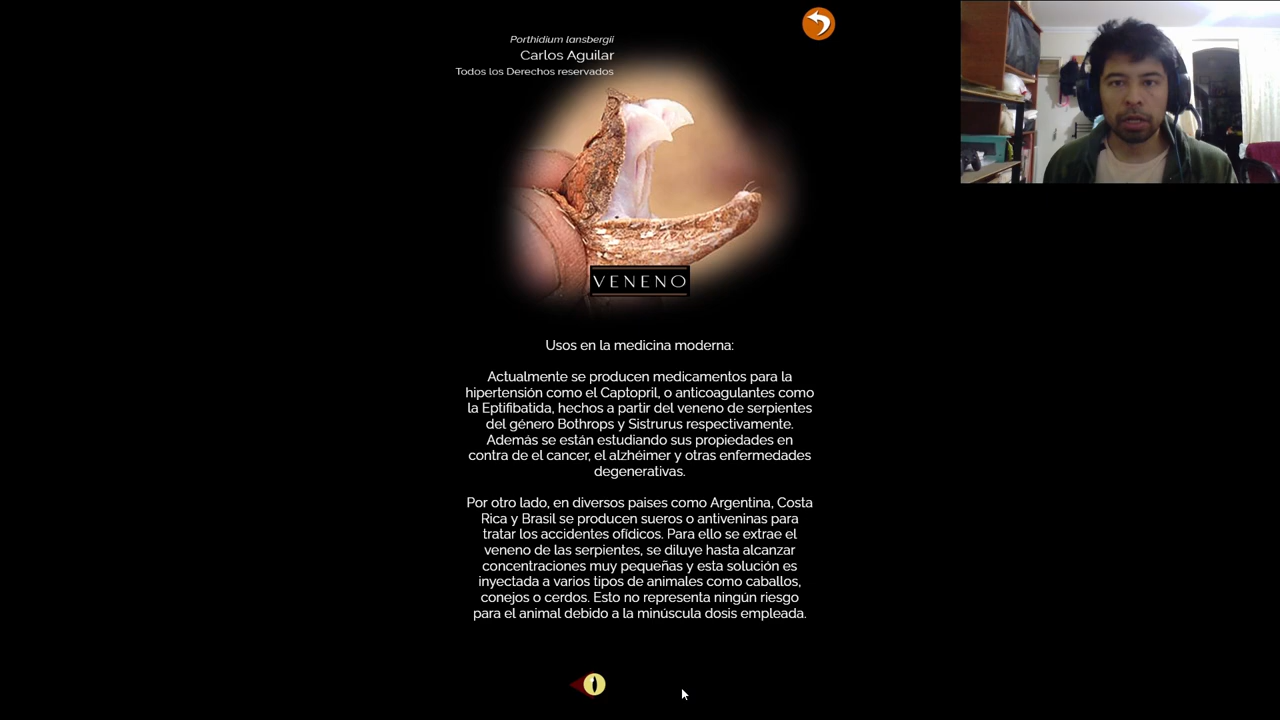 Porthidium lansbergii
Carlos Aguilar
Todos los Derechos reservados
VENENO
Usos en la medicina moderna:
Actualmente se producen medicamentos para la
hipertensión como el Captopril, o anticoagulantes como
la Eptifibatida, hechos a partir del veneno de serpientes
del género Bothrops y Sistrurus respectivamente.
Además se están estudiando sus propiedades en
contra de el cancer, el alzhéimer y otras enfermedades
degenerativas.
Por otro lado, en diversos paises como Argentina, Costa
Rica y Brasil se producen sueros o antiveninas para
tratar los accidentes ofídicos. Para ello se extrae el
veneno de las serpientes, se diluye hasta alcanzar
concentraciones muy pequeñas y esta solución es
inyectada a varios tipos de animales como caballos,
conejos o cerdos. Esto no representa ningún riesgo
para el animal debido a la minúscula dosis empleada.